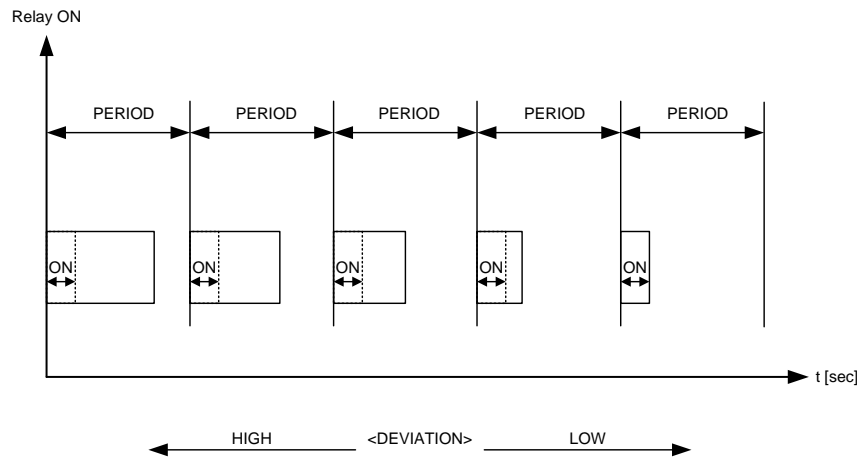 Relay ON
PERIOD PERIOD PERIOD PERIOD PERIOD
ON ON ON ON ON
t [sec]
HIGH <DEVIATION> LOW